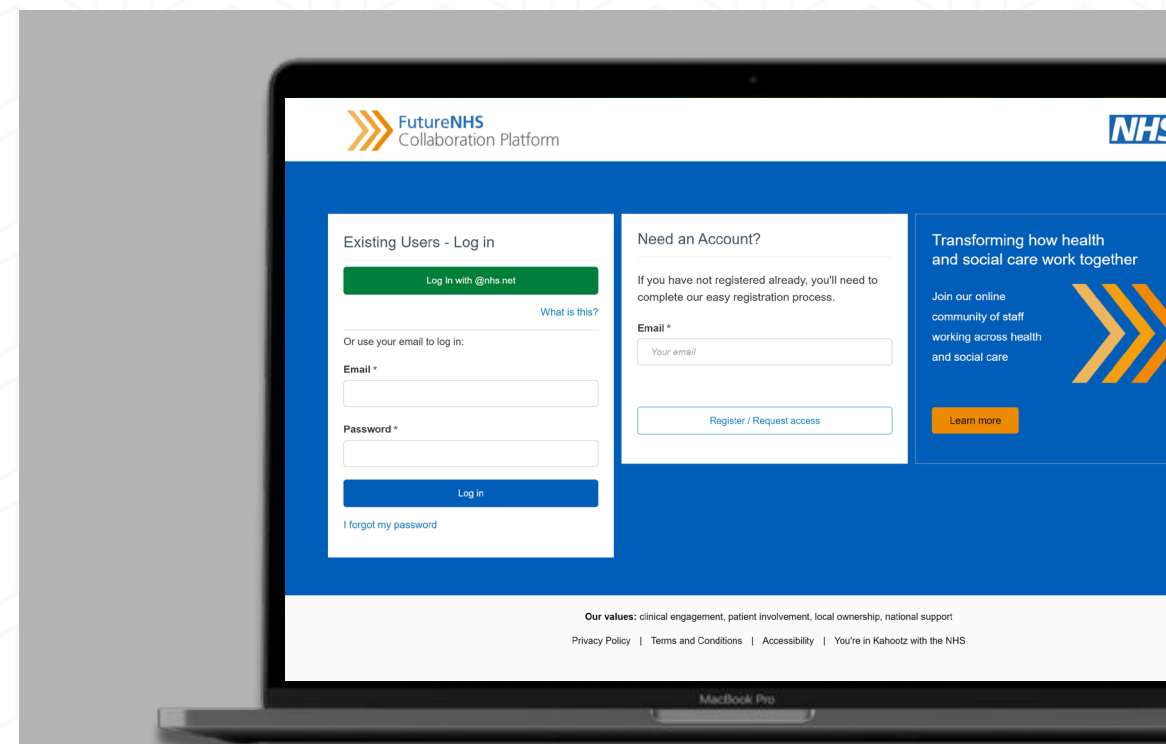 FutureNHS
Collaboration Platform
NHS
Existing Users - Log in
Log In with @nhs.net
What is this?
Or use your email to log in:
Email *
Password *
Log in
I forgot my password
Need an Account?
If you have not registered already, you'll need to
complete our easy registration process.
Email *
Your email
Register / Request access
Transforming how health
and social care work together
Join our online
community of staff
working across health
and social care
Learn more
Our values: clinical engagement, patient involvement, local ownership, national support
Privacy Policy | Terms and Conditions | Accessibility | You're in Kahootz with the NHS
MacBook Pro